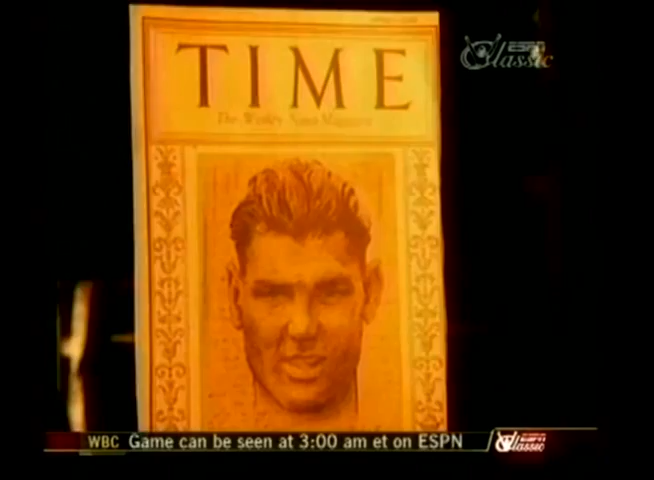 TIME
The Weekly News-Magazine
ESPN
Classic
WBC Game can be seen at 3:00 am et on ESPN
ESPN
Classic